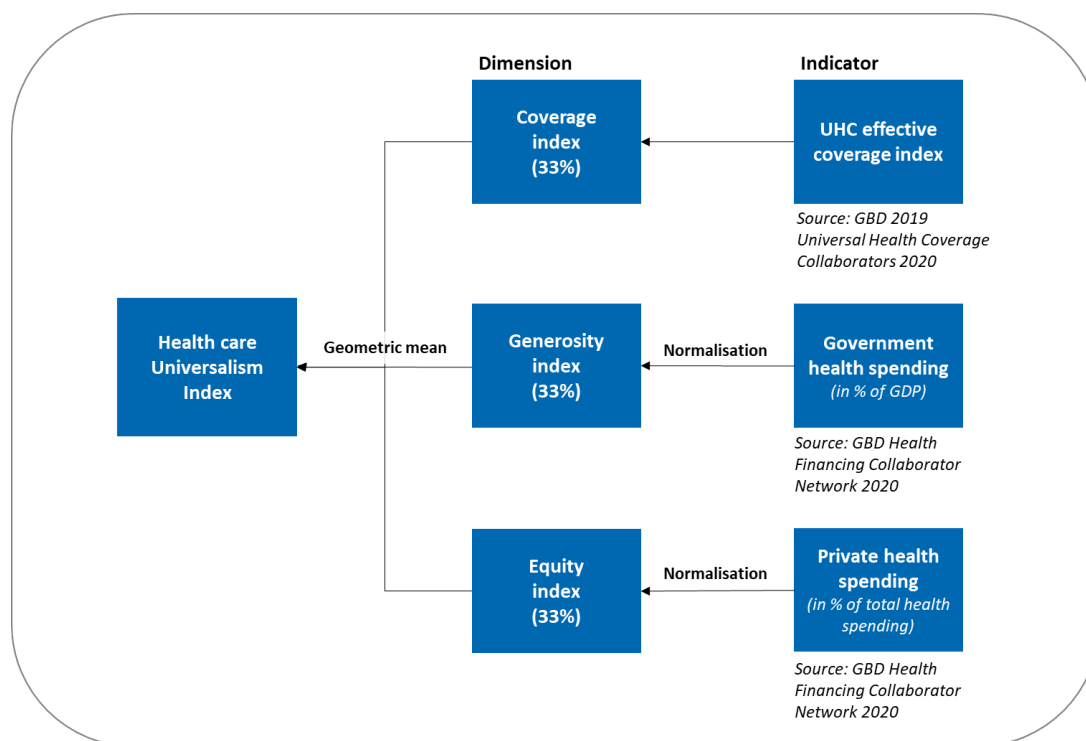 Dimension
Indicator
Coverage
index
(33%)
UHC effective
coverage index
Source: GBD 2019
Universal Health Coverage
Collaborators 2020
Health care
Universalism
Index
Geometric mean
Generosity
index
(33%)
Normalisation
Government
health spending
(in % of GDP)
Source: GBD Health
Financing Collaborator
Network 2020
Equity
index
(33%)
Normalisation
Private health
spending
(in % of total health
spending)
Source: GBD Health
Financing Collaborator
Network 2020